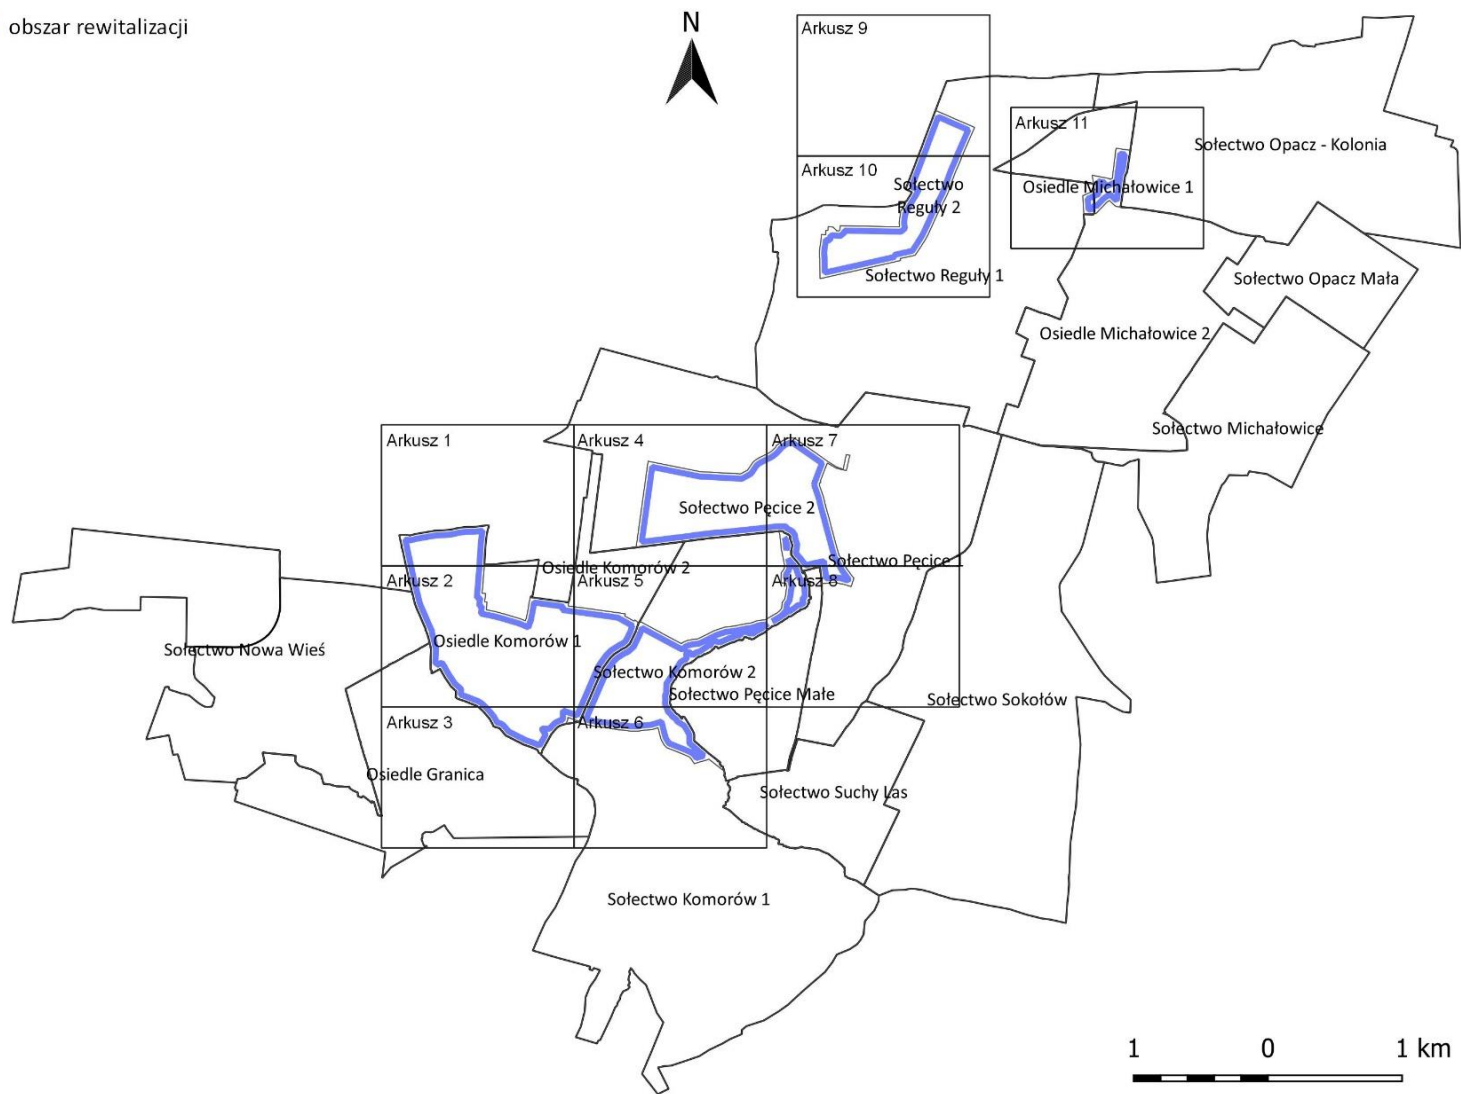 obszar rewitalizacji
N
Arkusz 9
Arkusz 11
Sołectwo Opacz - Kolonia
Arkusz 10
Sołectwo
Reguły 2
Osiedle Michałowice 1
Sołectwo Reguły 1
Sołectwo Opacz Mała
Osiedle Michałowice 2
Sołectwo Michałowice
Arkusz 1
Arkusz 4
Arkusz 7
Sołectwo Pęcice 2
Sołectwo Pęcice
Osiedle Komorów 2
Arkusz 2
Arkusz 5
Arkusz 8
Osiedle Komorów 1
Sołectwo Nowa Wieś
Sołectwo Komorów 2
Sołectwo Pęcice Małe
Sołectwo Sokołów
Arkusz 3
Arkusz 6
Osiedle Granica
Sołectwo Suchy Las
Sołectwo Komorów 1
1 0 1 km